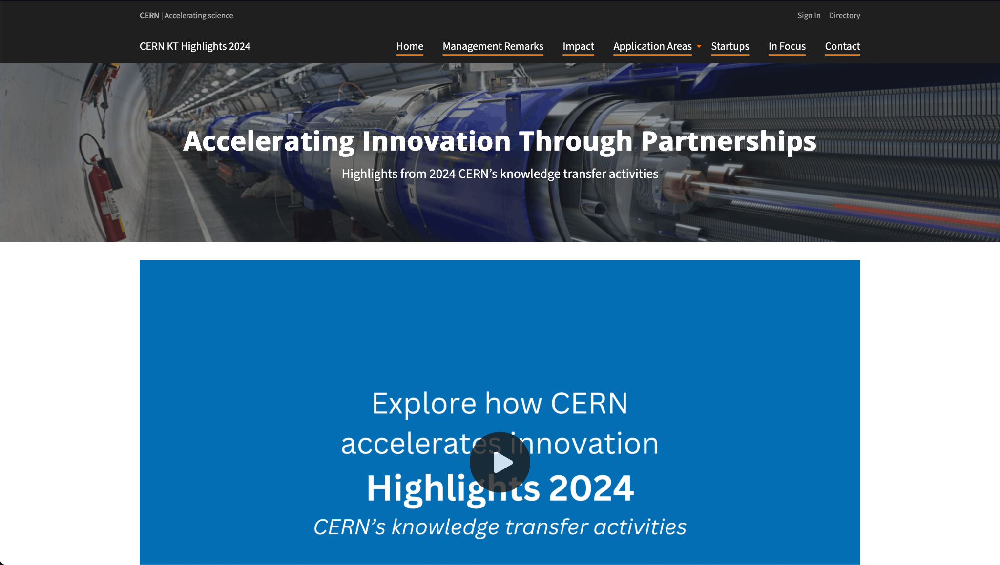 CERN | Accelerating science
Sign In Directory
CERN KT Highlights 2024
Home Management Remarks Impact Application Areas Startups In Focus Contact
Accelerating Innovation Through Partnerships
Highlights from 2024 CERN’s knowledge transfer activities
Explore how CERN
accelerates innovation
Highlights 2024
CERN’s knowledge transfer activities